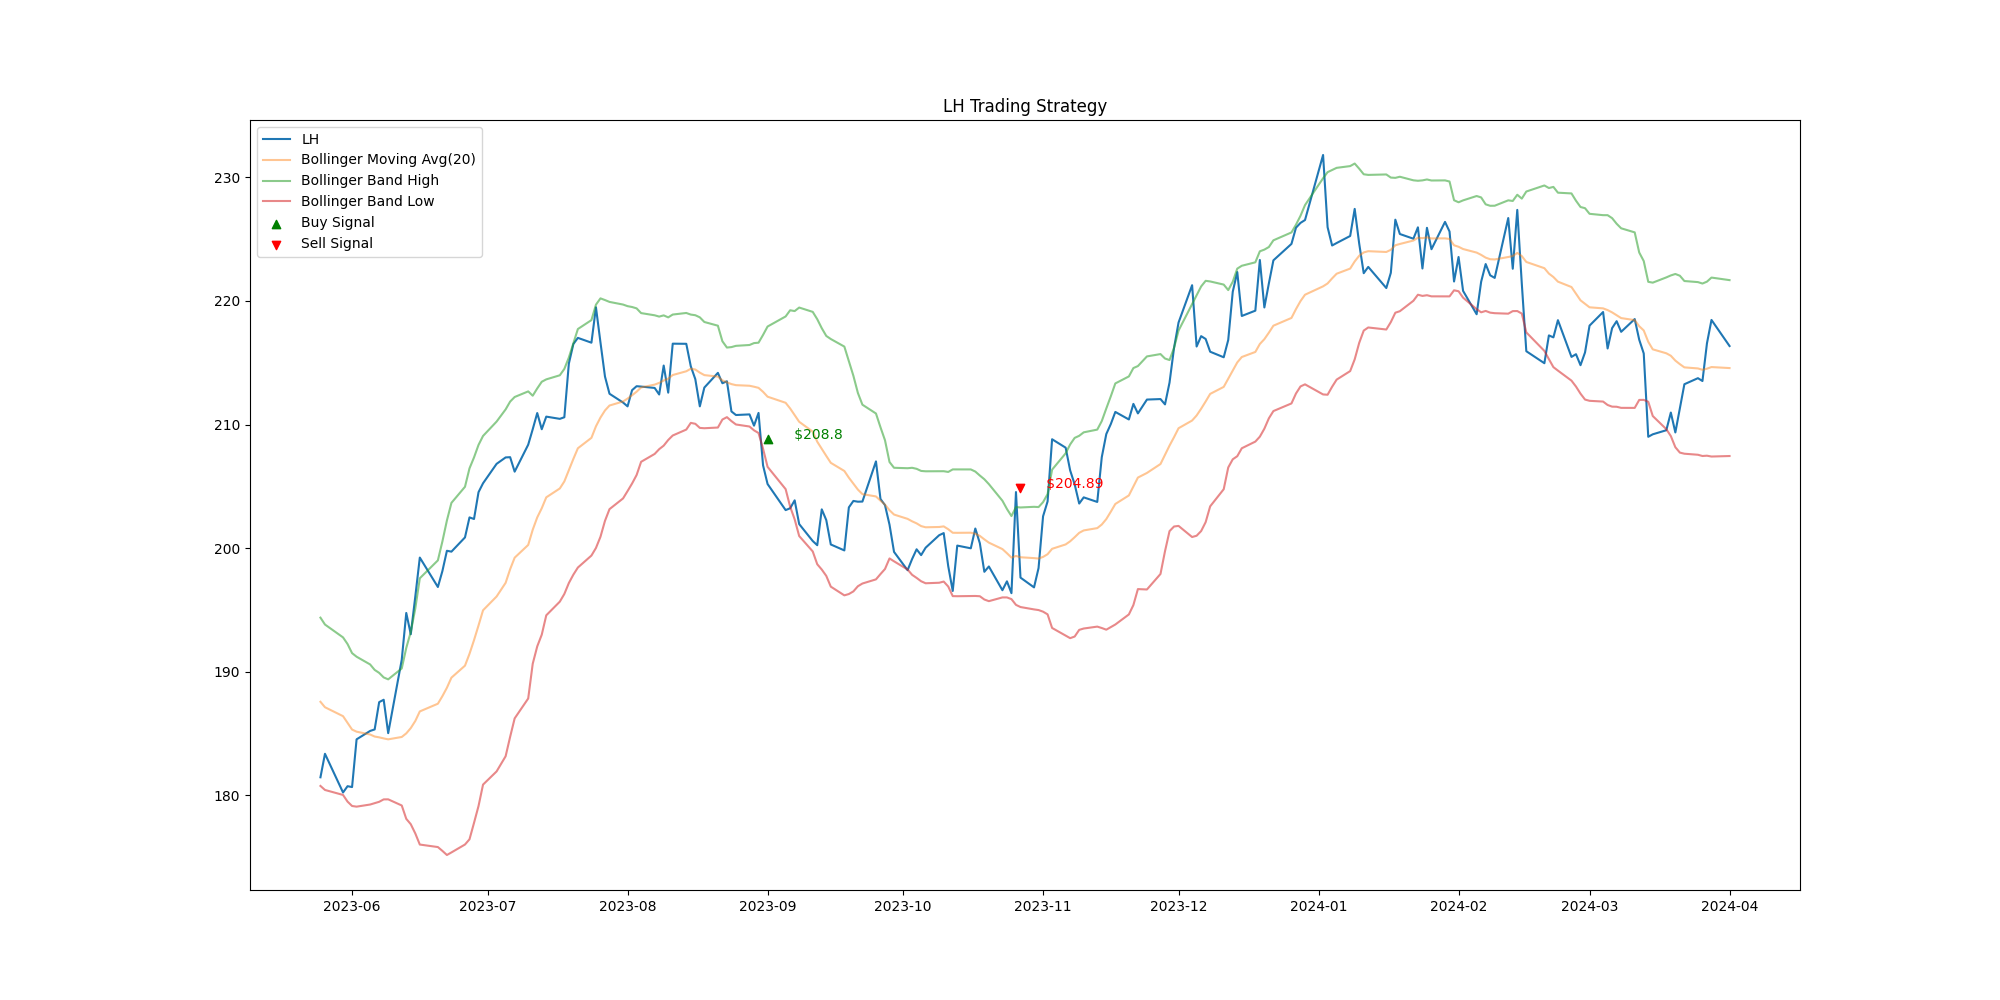 LH Trading Strategy
LH
Bollinger Moving Avg(20)
Bollinger Band High
Bollinger Band Low
Buy Signal
Sell Signal
230
220
210
200
190
180
$208.8
$204.89
2023-06
2023-07
2023-08
2023-09
2023-10
2023-11
2023-12
2024-01
2024-02
2024-03
2024-04